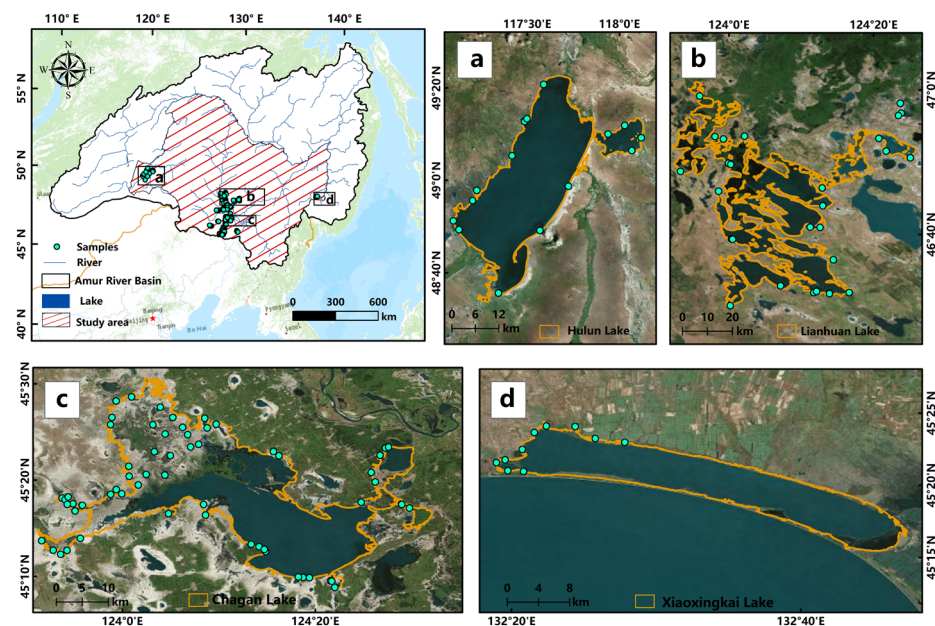 110° E 120° E 130° E 140° E
55° N
50° N
45° N
40° N
N
W E
S
a
b
c
d
Samples
River
Amur River Basin
Lake
Study area
Beijing
Tianjin
Bo Hai
Pyongyang
Seoul
0 300 600
km
117°30'E 118°0'E
a
49°20'N
49°0'N
48°40'N
0 6 12
km
Hulun Lake
124°0'E 124°20'E
b
47°0'N
46°40'N
0 10 20
km
Lianhuan Lake
c
45°30'N
45°20'N
45°10'N
0 5 10
km
Chagan Lake
124°0'E 124°20'E
d
45°25'N
45°20'N
45°15'N
0 4 8
km
Xiaoxingkai Lake
132°20'E 132°40'E